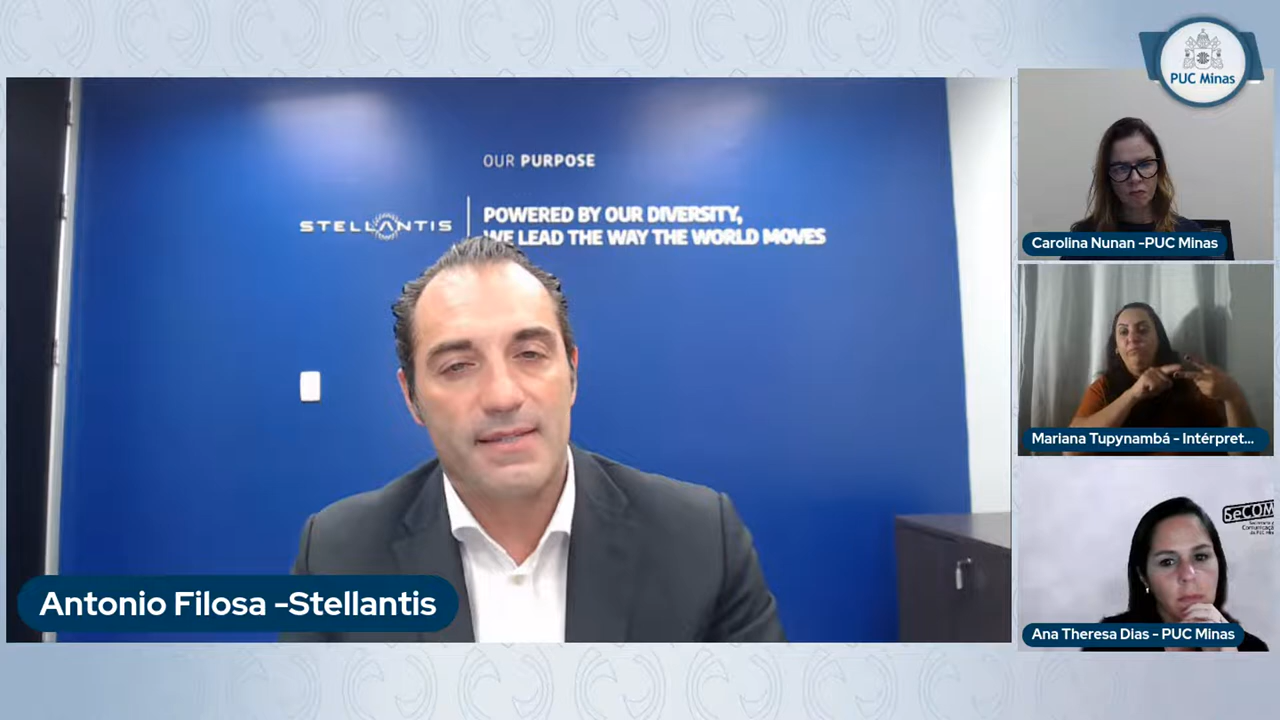 PUC Minas
OUR PURPOSE
STELLANTIS
POWERED BY OUR DIVERSITY,
WE LEAD THE WAY THE WORLD MOVES
Antonio Filosa -Stellantis
Carolina Nunan -PUC Minas
Mariana Tupynambá - Intérpret...
SeCOM
Ana Theresa Dias - PUC Minas